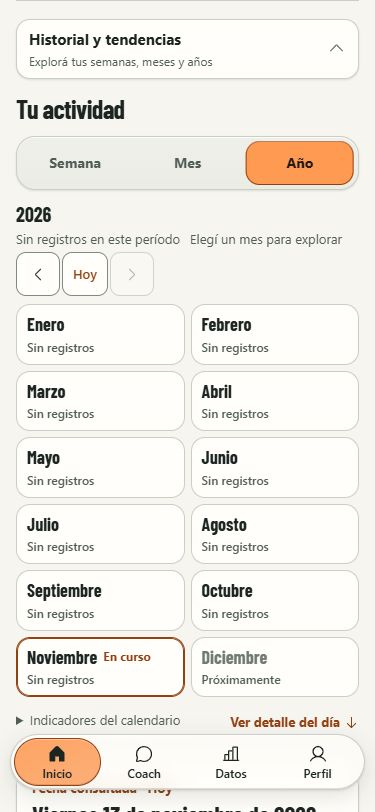 Historial y tendencias
Explorá tus semanas, meses y años
Tu actividad
Semana Mes Año
2026
Sin registros en este período Elegí un mes para explorar
Hoy
Enero Febrero
Sin registros Sin registros
Marzo Abril
Sin registros Sin registros
Mayo Junio
Sin registros Sin registros
Julio Agosto
Sin registros Sin registros
Septiembre Octubre
Sin registros Sin registros
Noviembre En curso Diciembre
Sin registros Próximamente
Indicadores del calendario Ver detalle del día ↓
Inicio Coach Datos Perfil